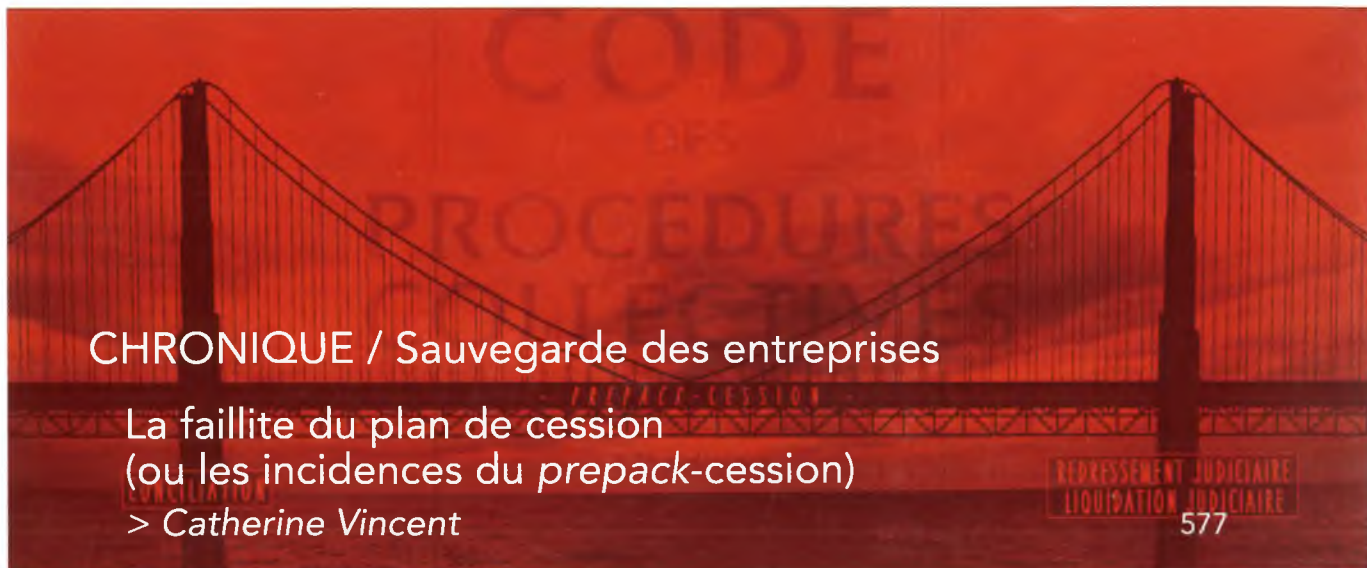 CODE
DES
PROCÉDURES
COLLECTIVES
CHRONIQUE / Sauvegarde des entreprises
- PREPACK-CESSION -
La faillite du plan de cession
(ou les incidences du prepack-cession)
CONCILIATION
REDRESSEMENT JUDICIAIRE
LIQUIDATION JUDICIAIRE
> Catherine Vincent
577